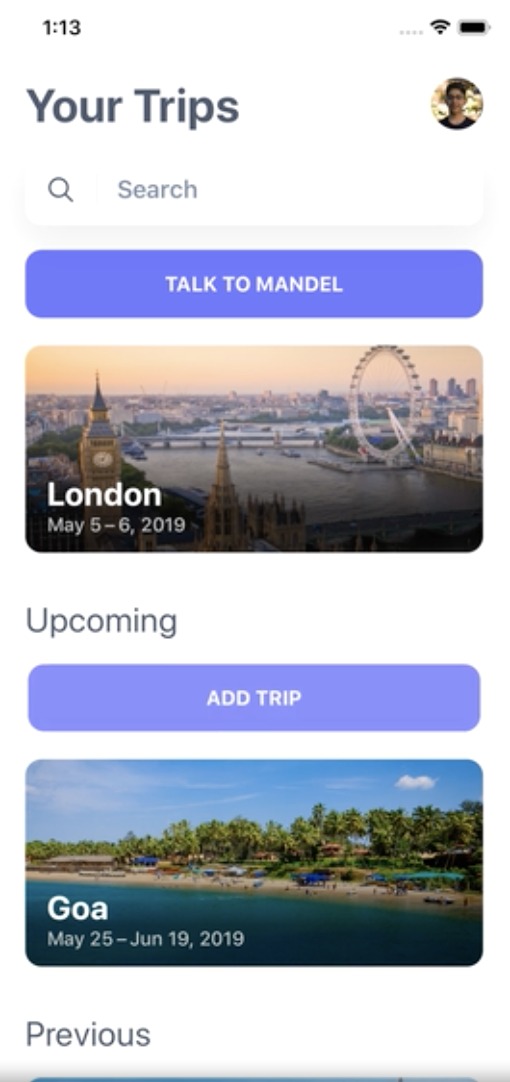 1:13
Your Trips
Search
TALK TO MANDEL
London
May 5 – 6, 2019
Upcoming
ADD TRIP
Goa
May 25 – Jun 19, 2019
Previous